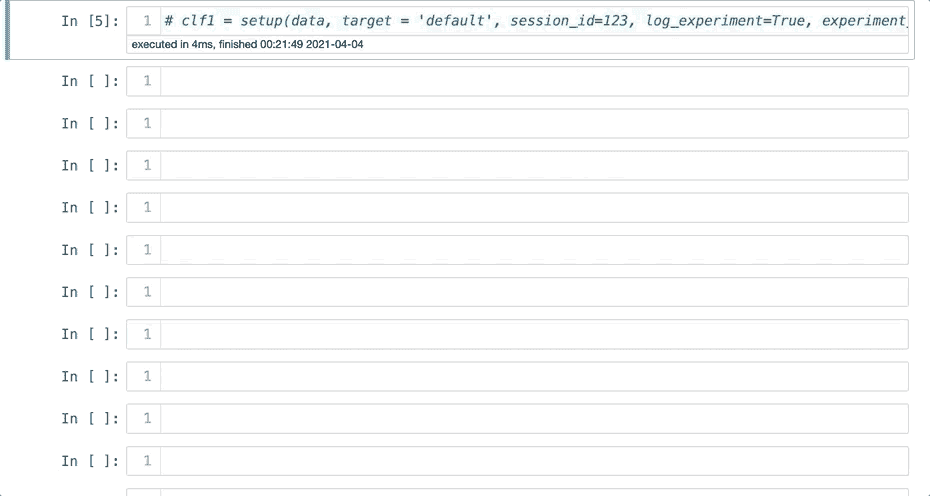 In [5]: 1 # clf1 = setup(data, target = 'default', session_id=123, log_experiment=True, experiment_
executed in 4ms, finished 00:21:49 2021-04-04
In [ ]: 1
In [ ]: 1
In [ ]: 1
In [ ]: 1
In [ ]: 1
In [ ]: 1
In [ ]: 1
In [ ]: 1
In [ ]: 1
In [ ]: 1